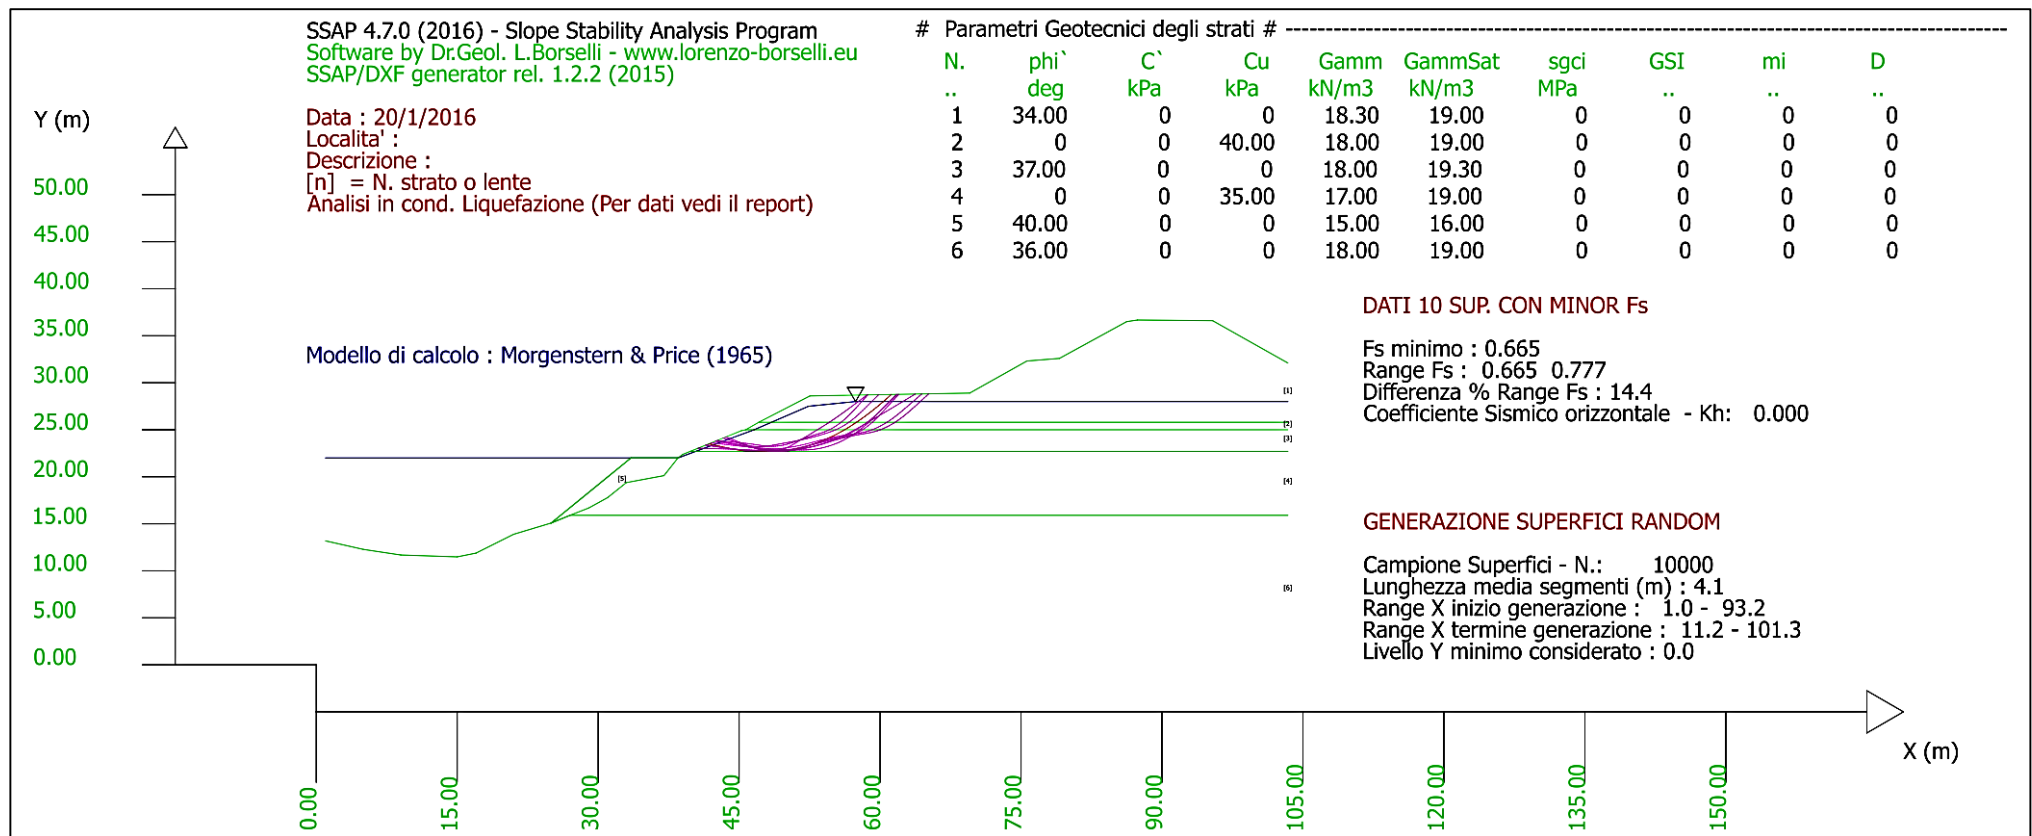 SSAP 4.7.0 (2016) - Slope Stability Analysis Program
Software by Dr.Geol. L.Borselli - www.lorenzo-borselli.eu
SSAP/DXF generator rel. 1.2.2 (2015)
Data : 20/1/2016
Localita' :
Descrizione :
[n] = N. strato o lente
Analisi in cond. Liquefazione (Per dati vedi il report)
# Parametri Geotecnici degli strati # ------------------------------------------------------------
N. phi` C` Cu Gamm GammSat sgci GSI mi D
.. deg kPa kPa kN/m3 kN/m3 MPa .. .. ..
1 34.00 0 0 18.30 19.00 0 0 0 0
2 0 0 40.00 18.00 19.00 0 0 0 0
3 37.00 0 0 18.00 19.30 0 0 0 0
4 0 0 35.00 17.00 19.00 0 0 0 0
5 40.00 0 0 15.00 16.00 0 0 0 0
6 36.00 0 0 18.00 19.00 0 0 0 0
Modello di calcolo : Morgenstern & Price (1965)
DATI 10 SUP. CON MINOR Fs
Fs minimo : 0.665
Range Fs : 0.665 0.777
Differenza % Range Fs : 14.4
Coefficiente Sismico orizzontale - Kh: 0.000
GENERAZIONE SUPERFICI RANDOM
Campione Superfici - N.: 10000
Lunghezza media segmenti (m) : 4.1
Range X inizio generazione : 1.0 - 93.2
Range X termine generazione : 11.2 - 101.3
Livello Y minimo considerato : 0.0
Y (m)
50.00
45.00
40.00
35.00
30.00
25.00
20.00
15.00
10.00
5.00
0.00
[1]
[2]
[3]
[4]
[5]
[6]
0.00
15.00
30.00
45.00
60.00
75.00
90.00
105.00
120.00
135.00
150.00
X (m)